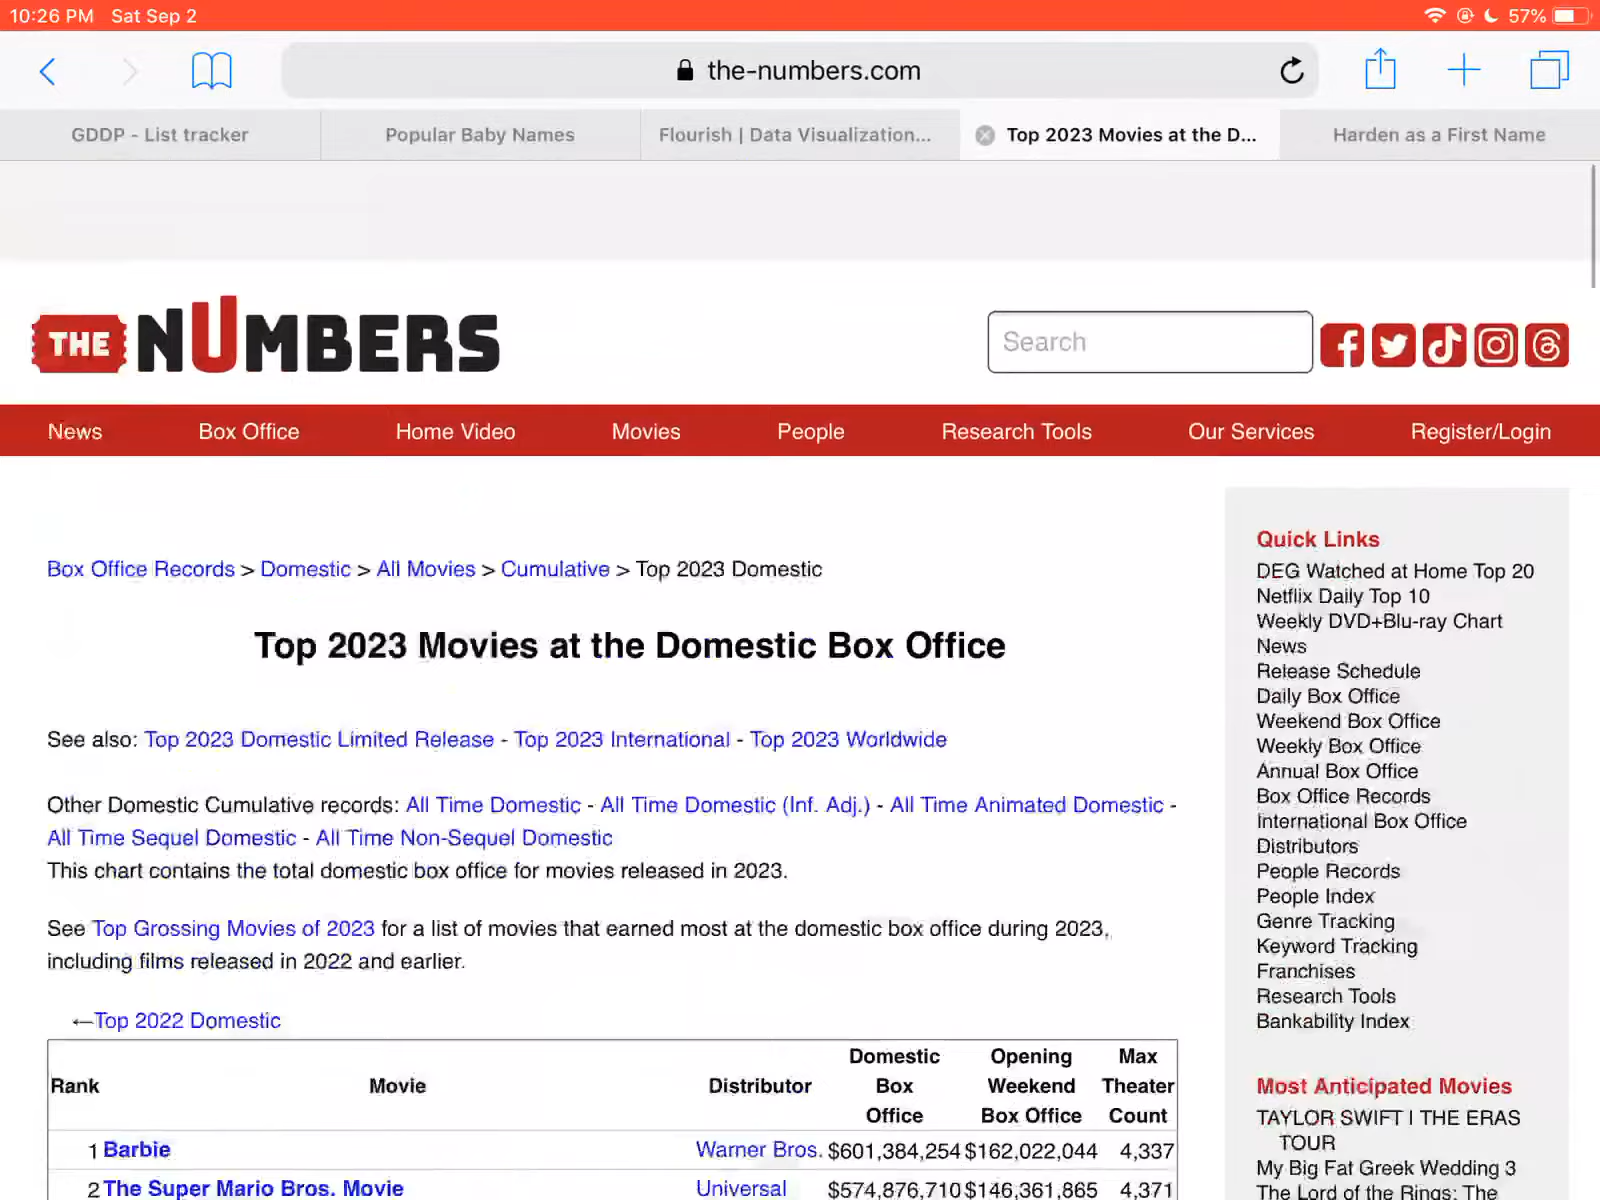 10:26 PM Sat Sep 2 57%
the-numbers.com
GDDP - List tracker Popular Baby Names Flourish | Data Visualization... Top 2023 Movies at the D... Harden as a First Name
THE NUMBERS
Search
News Box Office Home Video Movies People Research Tools Our Services Register/Login
Box Office Records > Domestic > All Movies > Cumulative > Top 2023 Domestic
Top 2023 Movies at the Domestic Box Office
See also: Top 2023 Domestic Limited Release - Top 2023 International - Top 2023 Worldwide
Other Domestic Cumulative records: All Time Domestic - All Time Domestic (Inf. Adj.) - All Time Animated Domestic -
All Time Sequel Domestic - All Time Non-Sequel Domestic
This chart contains the total domestic box office for movies released in 2023.
See Top Grossing Movies of 2023 for a list of movies that earned most at the domestic box office during 2023,
including films released in 2022 and earlier.
←Top 2022 Domestic
Rank Movie Distributor Domestic Box Office Opening Weekend Box Office Max Theater Count
1 Barbie Warner Bros. $601,384,254 $162,022,044 4,337
2 The Super Mario Bros. Movie Universal $574,876,710 $146,361,865 4,371
Quick Links
DEG Watched at Home Top 20
Netflix Daily Top 10
Weekly DVD+Blu-ray Chart
News
Release Schedule
Daily Box Office
Weekend Box Office
Weekly Box Office
Annual Box Office
Box Office Records
International Box Office
Distributors
People Records
People Index
Genre Tracking
Keyword Tracking
Franchises
Research Tools
Bankability Index
Most Anticipated Movies
TAYLOR SWIFT | THE ERAS
TOUR
My Big Fat Greek Wedding 3
The Lord of the Rings: The